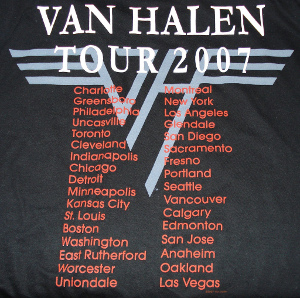 VAN HALEN
TOUR 2007
Charlotte
Greensboro
Philadelphia
Uncasville
Toronto
Cleveland
Indianapolis
Chicago
Detroit
Minneapolis
Kansas City
St. Louis
Boston
Washington
East Rutherford
Worcester
Uniondale
Montreal
New York
Los Angeles
Glendale
San Diego
Sacramento
Fresno
Portland
Seattle
Vancouver
Calgary
Edmonton
San Jose
Anaheim
Oakland
Las Vegas